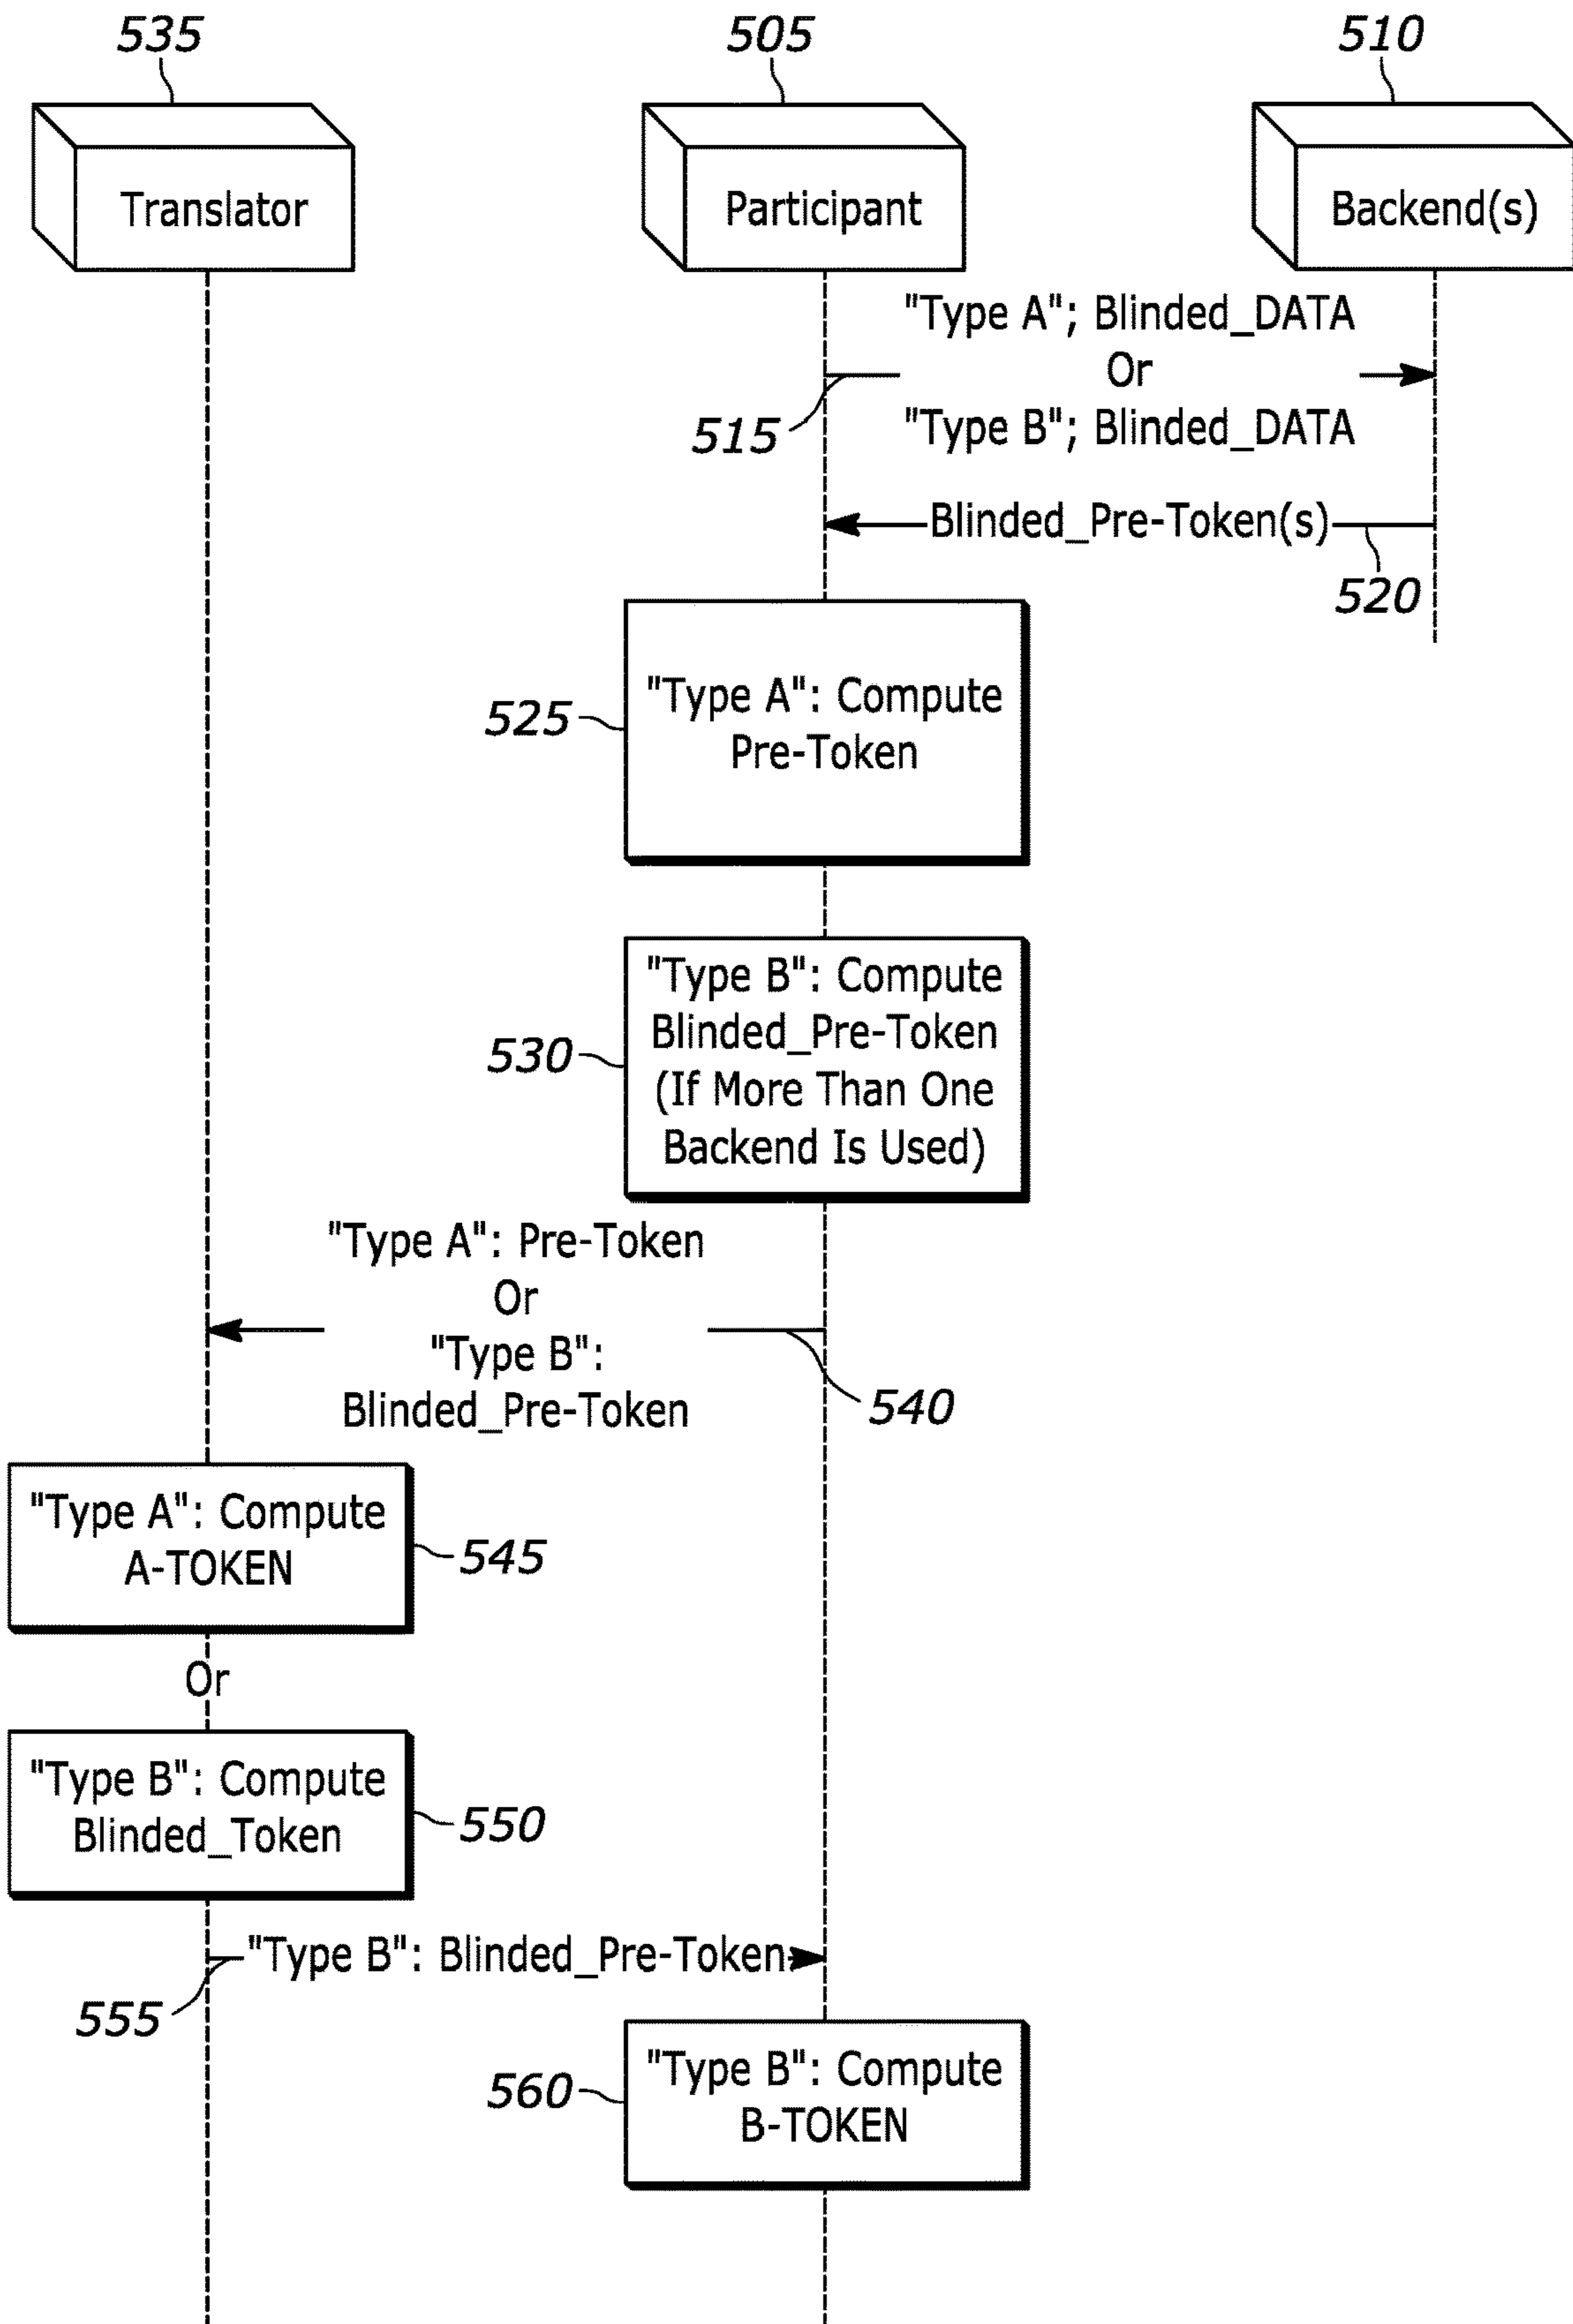 535
505
510
Translator
Participant
Backend(s)
"Type A"; Blinded_DATA
Or
515
"Type B"; Blinded_DATA
Blinded_Pre-Token(s)
520
"Type A": Compute
Pre-Token
525
"Type B": Compute
Blinded_Pre-Token
(If More Than One
Backend Is Used)
530
"Type A": Pre-Token
Or
"Type B":
Blinded_Pre-Token
540
"Type A": Compute
A-TOKEN
545
Or
"Type B": Compute
Blinded_Token
550
"Type B": Blinded_Pre-Token
555
"Type B": Compute
B-TOKEN
560